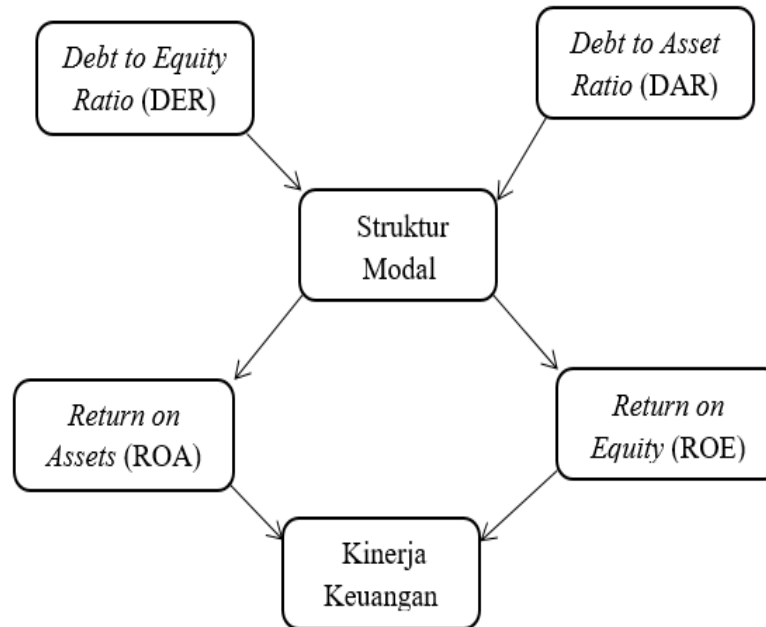 Debt to Equity
Ratio (DER)
Debt to Asset
Ratio (DAR)
Struktur
Modal
Return on
Assets (ROA)
Return on
Equity (ROE)
Kinerja
Keuangan